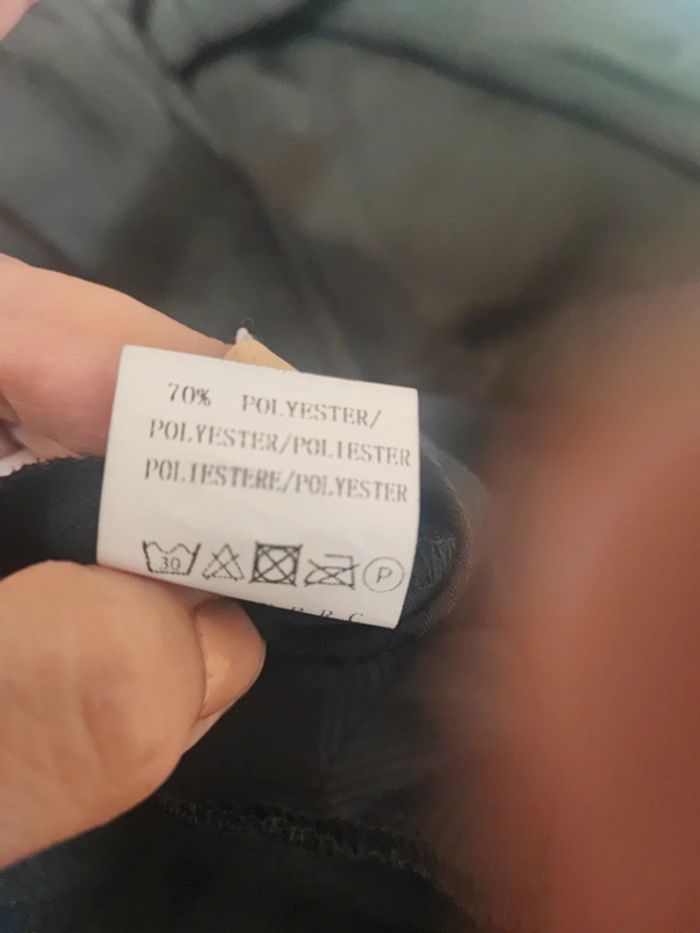 70% POLYESTER/
POLYESTER/POLIESTER
POLIESTERE/POLYESTER
30 P